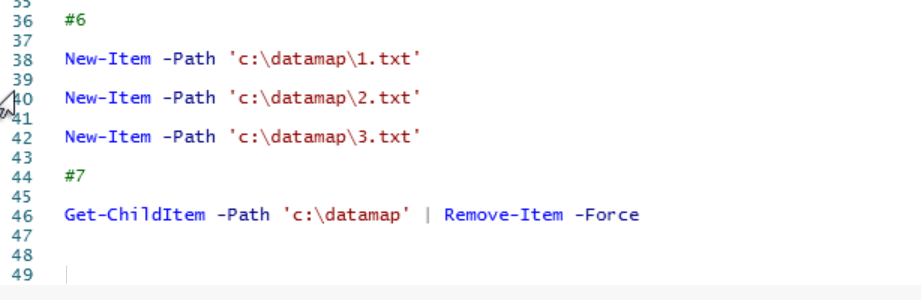 35
36 #6
37
38 New-Item -Path 'c:\datamap\1.txt'
39
40 New-Item -Path 'c:\datamap\2.txt'
41
42 New-Item -Path 'c:\datamap\3.txt'
43
44 #7
45
46 Get-ChildItem -Path 'c:\datamap' | Remove-Item -Force
47
48
49